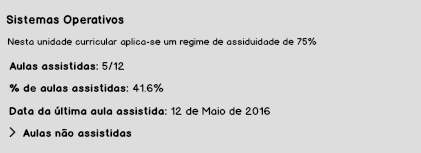 Sistemas Operativos
Nesta unidade curricular aplica-se um regime de assiduidade de 75%
Aulas assistidas: 5/12
% de aulas assistidas: 41.6%
Data da última aula assistida: 12 de Maio de 2016
> Aulas não assistidas